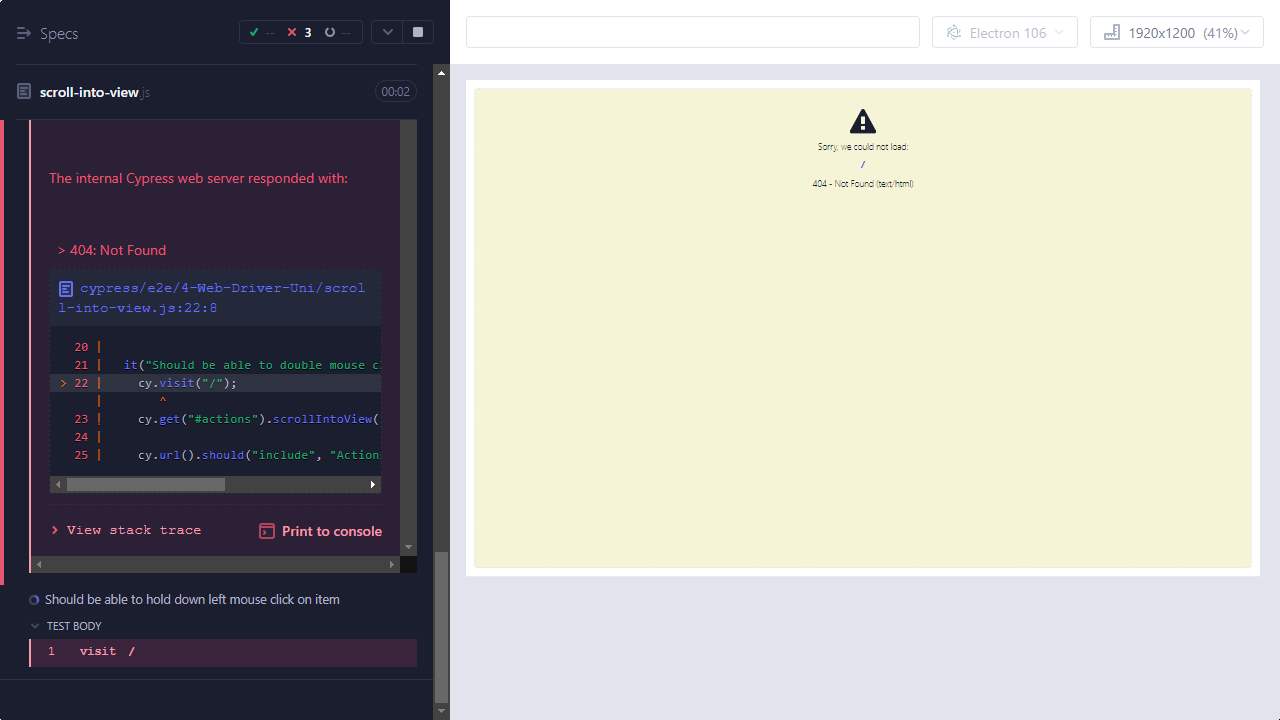 Specs
-- 3 --
Electron 106
1920x1200 (41%)
scroll-into-view.js
00:02
The internal Cypress web server responded with:
> 404: Not Found
cypress/e2e/4-Web-Driver-Uni/scrol
l-into-view.js:22:8
20 |
21 | it("Should be able to double mouse c
> 22 | cy.visit("/");
| ^
23 | cy.get("#actions").scrollIntoView(
24 |
25 | cy.url().should("include", "Action
View stack trace
Print to console
Should be able to hold down left mouse click on item
TEST BODY
1 visit /
Sorry, we could not load:
/
404 - Not Found (text/html)